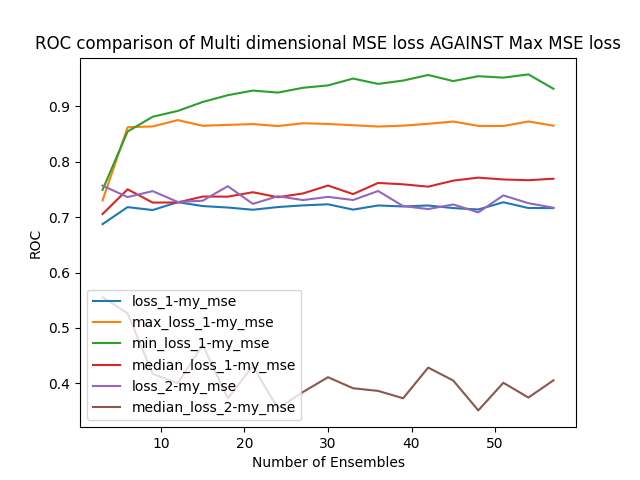 ROC comparison of Multi dimensional MSE loss AGAINST Max MSE loss
0.9
0.8
0.7
0.6
0.5
0.4
ROC
loss_1-my_mse
max_loss_1-my_mse
min_loss_1-my_mse
median_loss_1-my_mse
loss_2-my_mse
median_loss_2-my_mse
10 20 30 40 50
Number of Ensembles